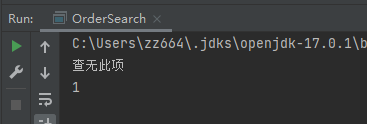 Run: OrderSearch
C:\Users\zz664\.jdks\openjdk-17.0.1\b
查无此项
1